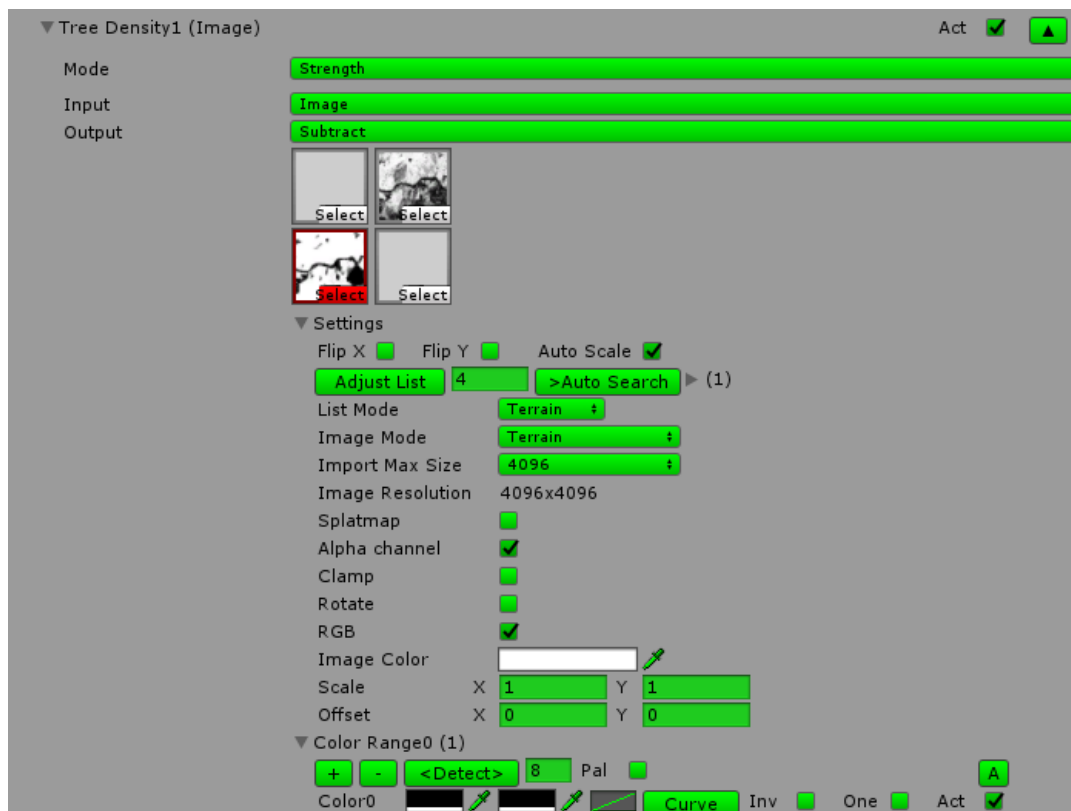 Tree Density1 (Image) Act ▲
Mode Strength
Input Image
Output Subtract
Select Select
Select Select
Settings
Flip X Flip Y Auto Scale
Adjust List 4 >Auto Search (1)
List Mode Terrain
Image Mode Terrain
Import Max Size 4096
Image Resolution 4096x4096
Splatmap
Alpha channel
Clamp
Rotate
RGB
Image Color
Scale X 1 Y 1
Offset X 0 Y 0
Color Range0 (1)
+ - <Detect> 8 Pal A
Color0 Curve Inv One Act